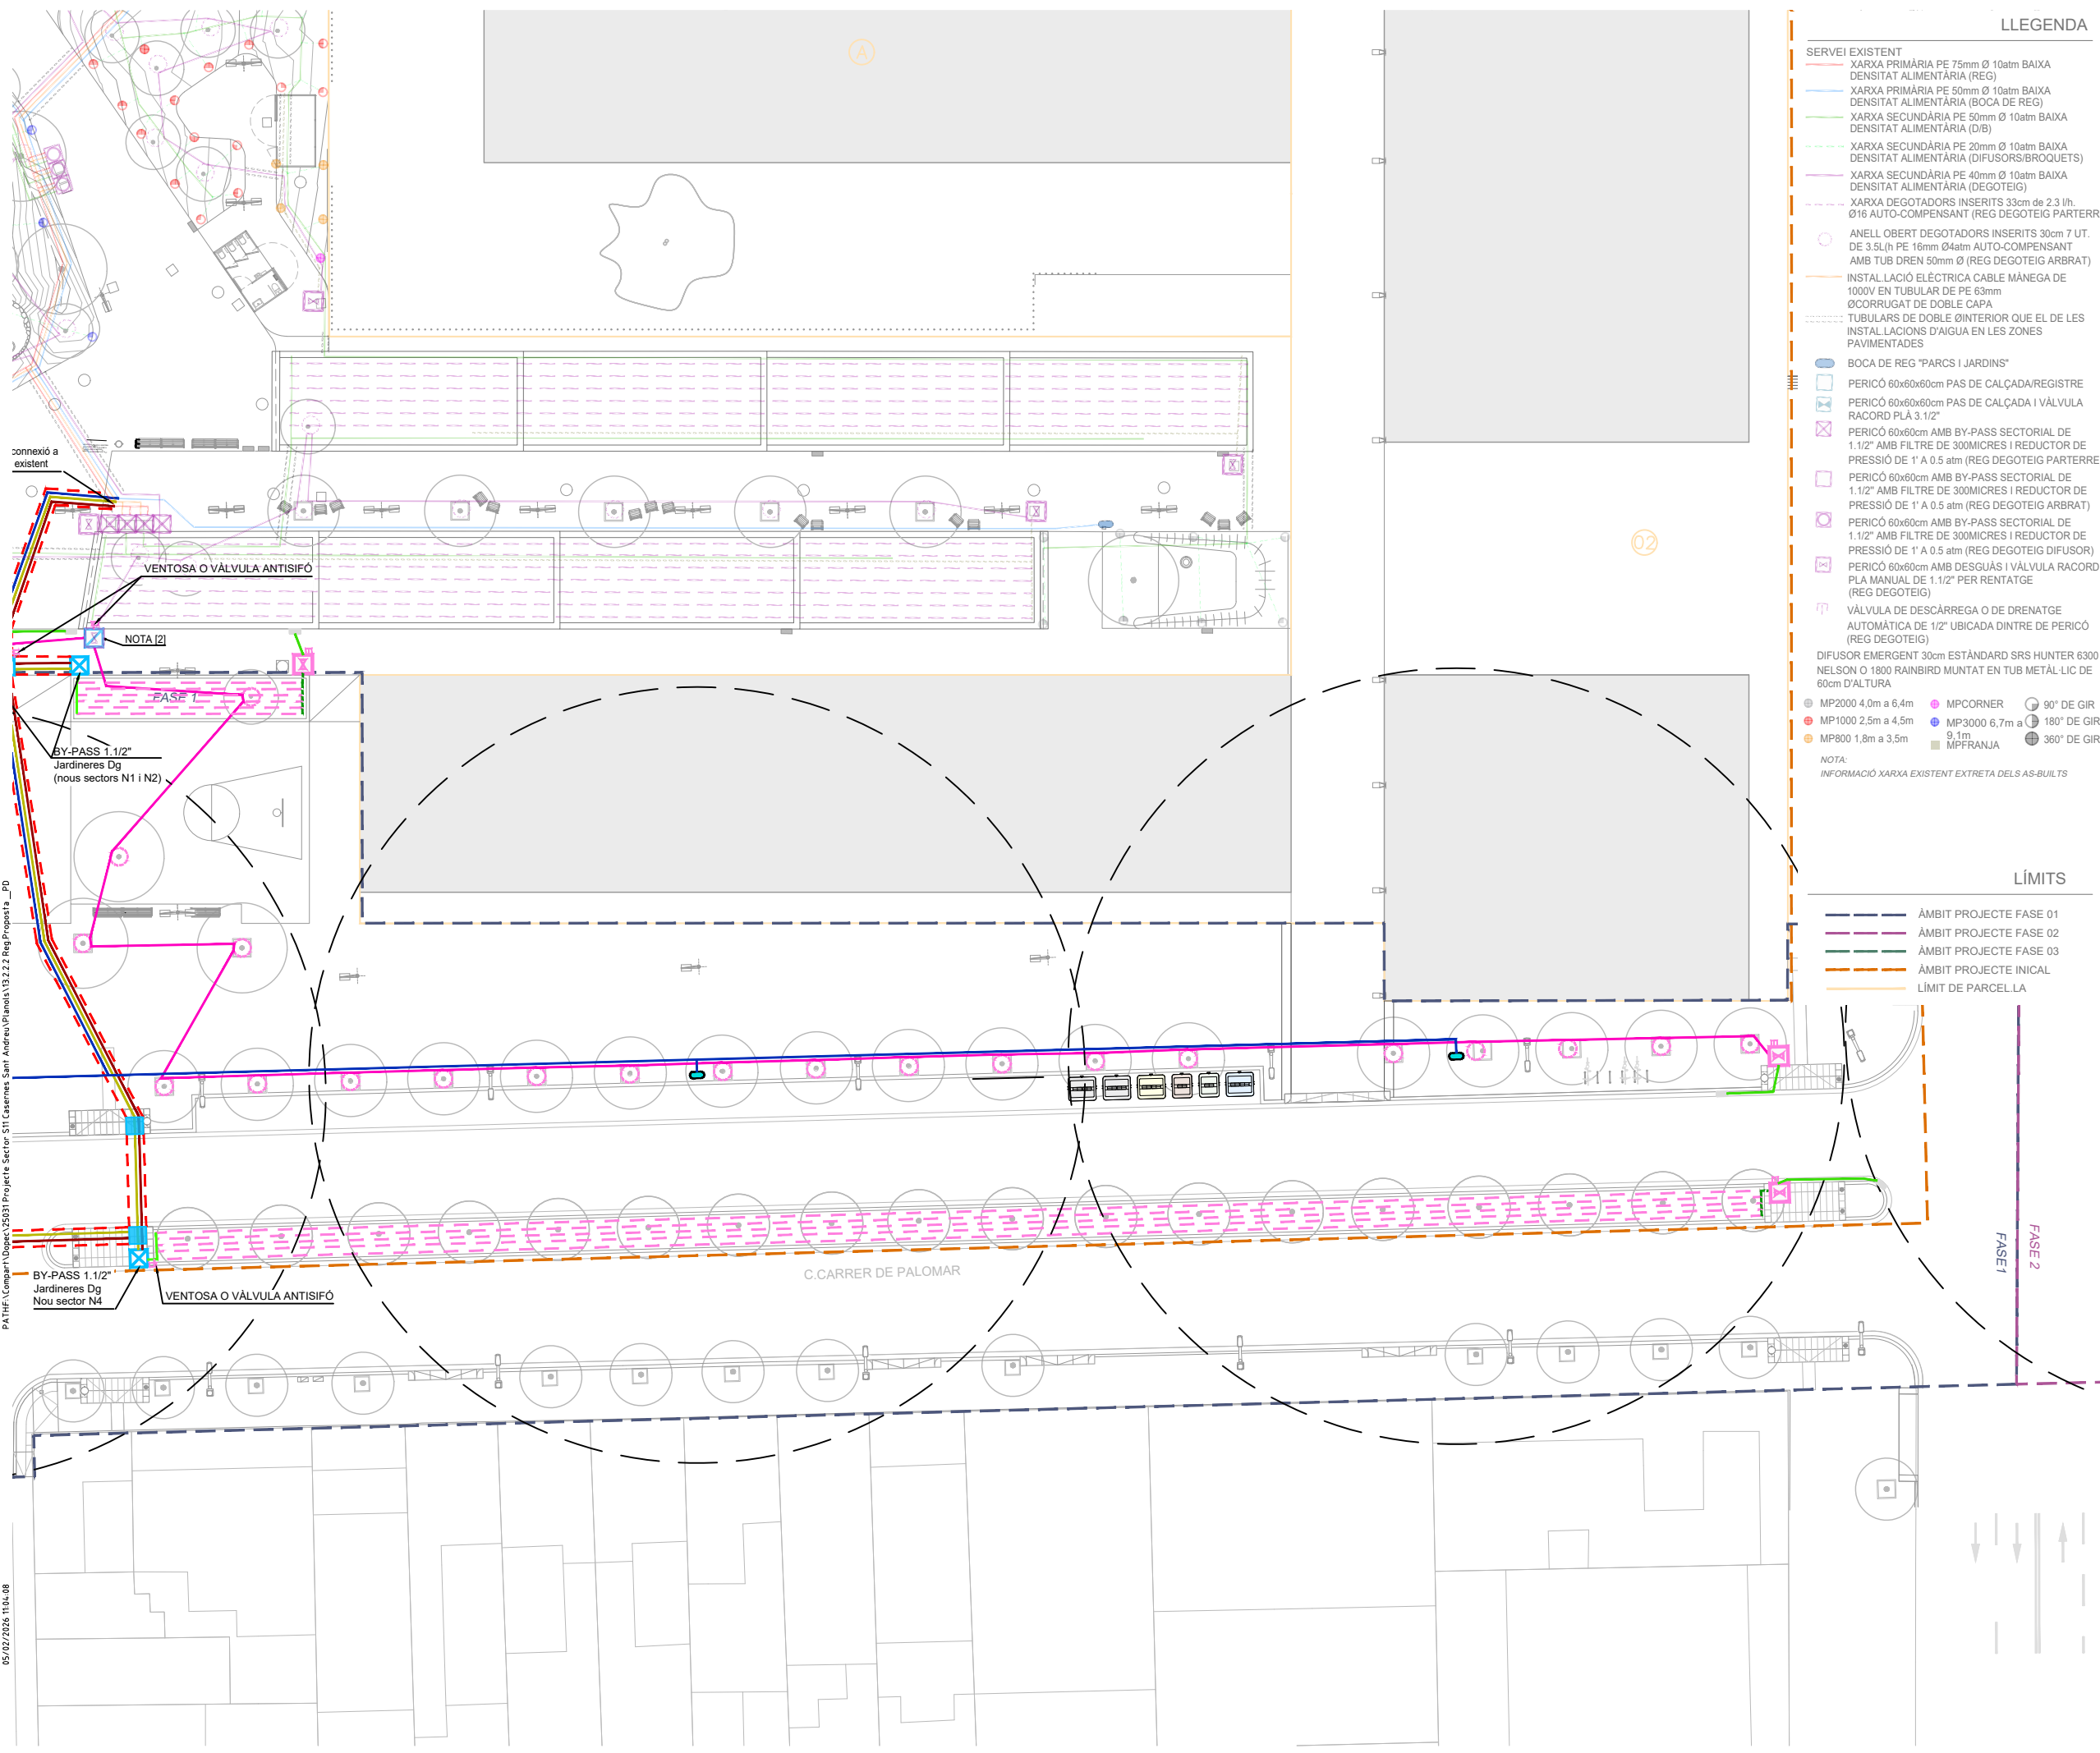 LLEGENDA
SERVEI EXISTENT
XARXA PRIMÀRIA PE 75mm Ø 10atm BAIXA
DENSITAT ALIMENTÀRIA (REG)
XARXA PRIMÀRIA PE 50mm Ø 10atm BAIXA
DENSITAT ALIMENTÀRIA (BOCA DE REG)
XARXA SECUNDÀRIA PE 50mm Ø 10atm BAIXA
DENSITAT ALIMENTÀRIA (D/B)
XARXA SECUNDÀRIA PE 20mm Ø 10atm BAIXA
DENSITAT ALIMENTÀRIA (DIFUSORS/BROQUETS)
XARXA SECUNDÀRIA PE 40mm Ø 10atm BAIXA
DENSITAT ALIMENTÀRIA (DEGOTEIG)
XARXA DEGOTADORS INSERITS 33cm de 2.3 l/h.
Ø16 AUTO-COMPENSANT (REG DEGOTEIG PARTERR
ANELL OBERT DEGOTADORS INSERITS 30cm 7 UT.
DE 3.5L(h PE 16mm Ø4atm AUTO-COMPENSANT
AMB TUB DREN 50mm Ø (REG DEGOTEIG ARBRAT)
INSTAL.LACIÓ ELÈCTRICA CABLE MÀNEGA DE
1000V EN TUBULAR DE PE 63mm
ØCORRUGAT DE DOBLE CAPA
TUBULARS DE DOBLE ØINTERIOR QUE EL DE LES
INSTAL.LACIONS D'AIGUA EN LES ZONES
PAVIMENTADES
BOCA DE REG "PARCS I JARDINS"
PERICÓ 60x60x60cm PAS DE CALÇADA/REGISTRE
PERICÓ 60x60x60cm PAS DE CALÇADA I VÀLVULA
RACORD PLÀ 3.1/2"
PERICÓ 60x60cm AMB BY-PASS SECTORIAL DE
1.1/2" AMB FILTRE DE 300MICRES I REDUCTOR DE
PRESSIÓ DE 1' A 0.5 atm (REG DEGOTEIG PARTERRE
PERICÓ 60x60cm AMB BY-PASS SECTORIAL DE
1.1/2" AMB FILTRE DE 300MICRES I REDUCTOR DE
PRESSIÓ DE 1' A 0.5 atm (REG DEGOTEIG ARBRAT)
PERICÓ 60x60cm AMB BY-PASS SECTORIAL DE
1.1/2" AMB FILTRE DE 300MICRES I REDUCTOR DE
PRESSIÓ DE 1' A 0.5 atm (REG DEGOTEIG DIFUSOR)
PERICÓ 60x60cm AMB DESGUÀS I VÀLVULA RACORD
PLA MANUAL DE 1.1/2" PER RENTATGE
(REG DEGOTEIG)
VÀLVULA DE DESCÀRREGA O DE DRENATGE
AUTOMÀTICA DE 1/2" UBICADA DINTRE DE PERICÓ
(REG DEGOTEIG)
DIFUSOR EMERGENT 30cm ESTÀNDARD SRS HUNTER 6300
NELSON O 1800 RAINBIRD MUNTAT EN TUB METÀL·LIC DE
60cm D'ALTURA
MP2000 4,0m a 6,4m
MP1000 2,5m a 4,5m
MP800 1,8m a 3,5m
MPCORNER
MP3000 6,7m a
9,1m
MPFRANJA
90° DE GIR
180° DE GIR
360° DE GIR
NOTA:
INFORMACIÓ XARXA EXISTENT EXTRETA DELS AS-BUILTS
LÍMITS
ÀMBIT PROJECTE FASE 01
ÀMBIT PROJECTE FASE 02
ÀMBIT PROJECTE FASE 03
ÀMBIT PROJECTE INICAL
LÍMIT DE PARCEL.LA
A
02
connexió a
existent
VENTOSA O VÀLVULA ANTISIFÓ
NOTA [2]
FASE 1
BY-PASS 1.1/2"
Jardineres Dg
(nous sectors N1 i N2)
BY-PASS 1.1/2"
Jardineres Dg
Nou sector N4
VENTOSA O VÀLVULA ANTISIFÓ
C.CARRER DE PALOMAR
FASE1
FASE 2
PATHF:\Compart\Dopec\25031 Projecte Sector S11 Casernes Sant Andreu\Planols\13.2.2.2 Reg Proposta__PD
05/02/2026 11:04:08